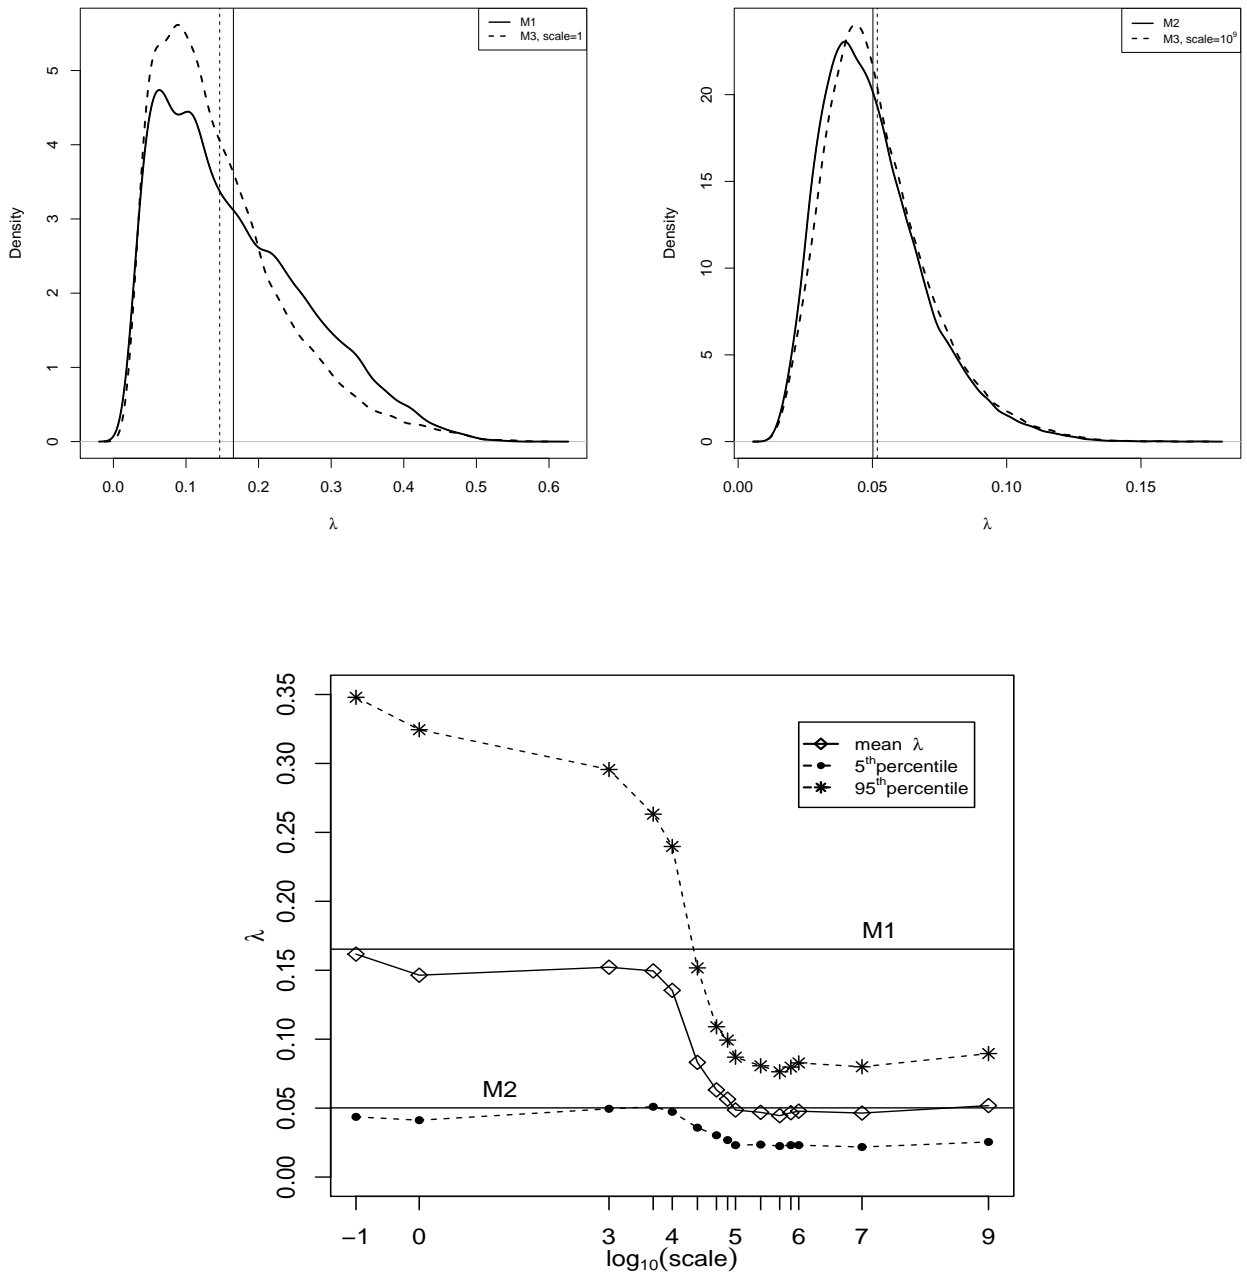 M1
M3, scale=1
Density
0 1 2 3 4 5
0.0 0.1 0.2 0.3 0.4 0.5 0.6
λ
M2
M3, scale=10⁹
Density
0 5 10 15 20
0.00 0.05 0.10 0.15
λ
mean λ
5ᵗʰpercentile
95ᵗʰpercentile
M1
M2
λ
0.00 0.05 0.10 0.15 0.20 0.25 0.30 0.35
−1 0 3 4 5 6 7 9
log₁₀(scale)